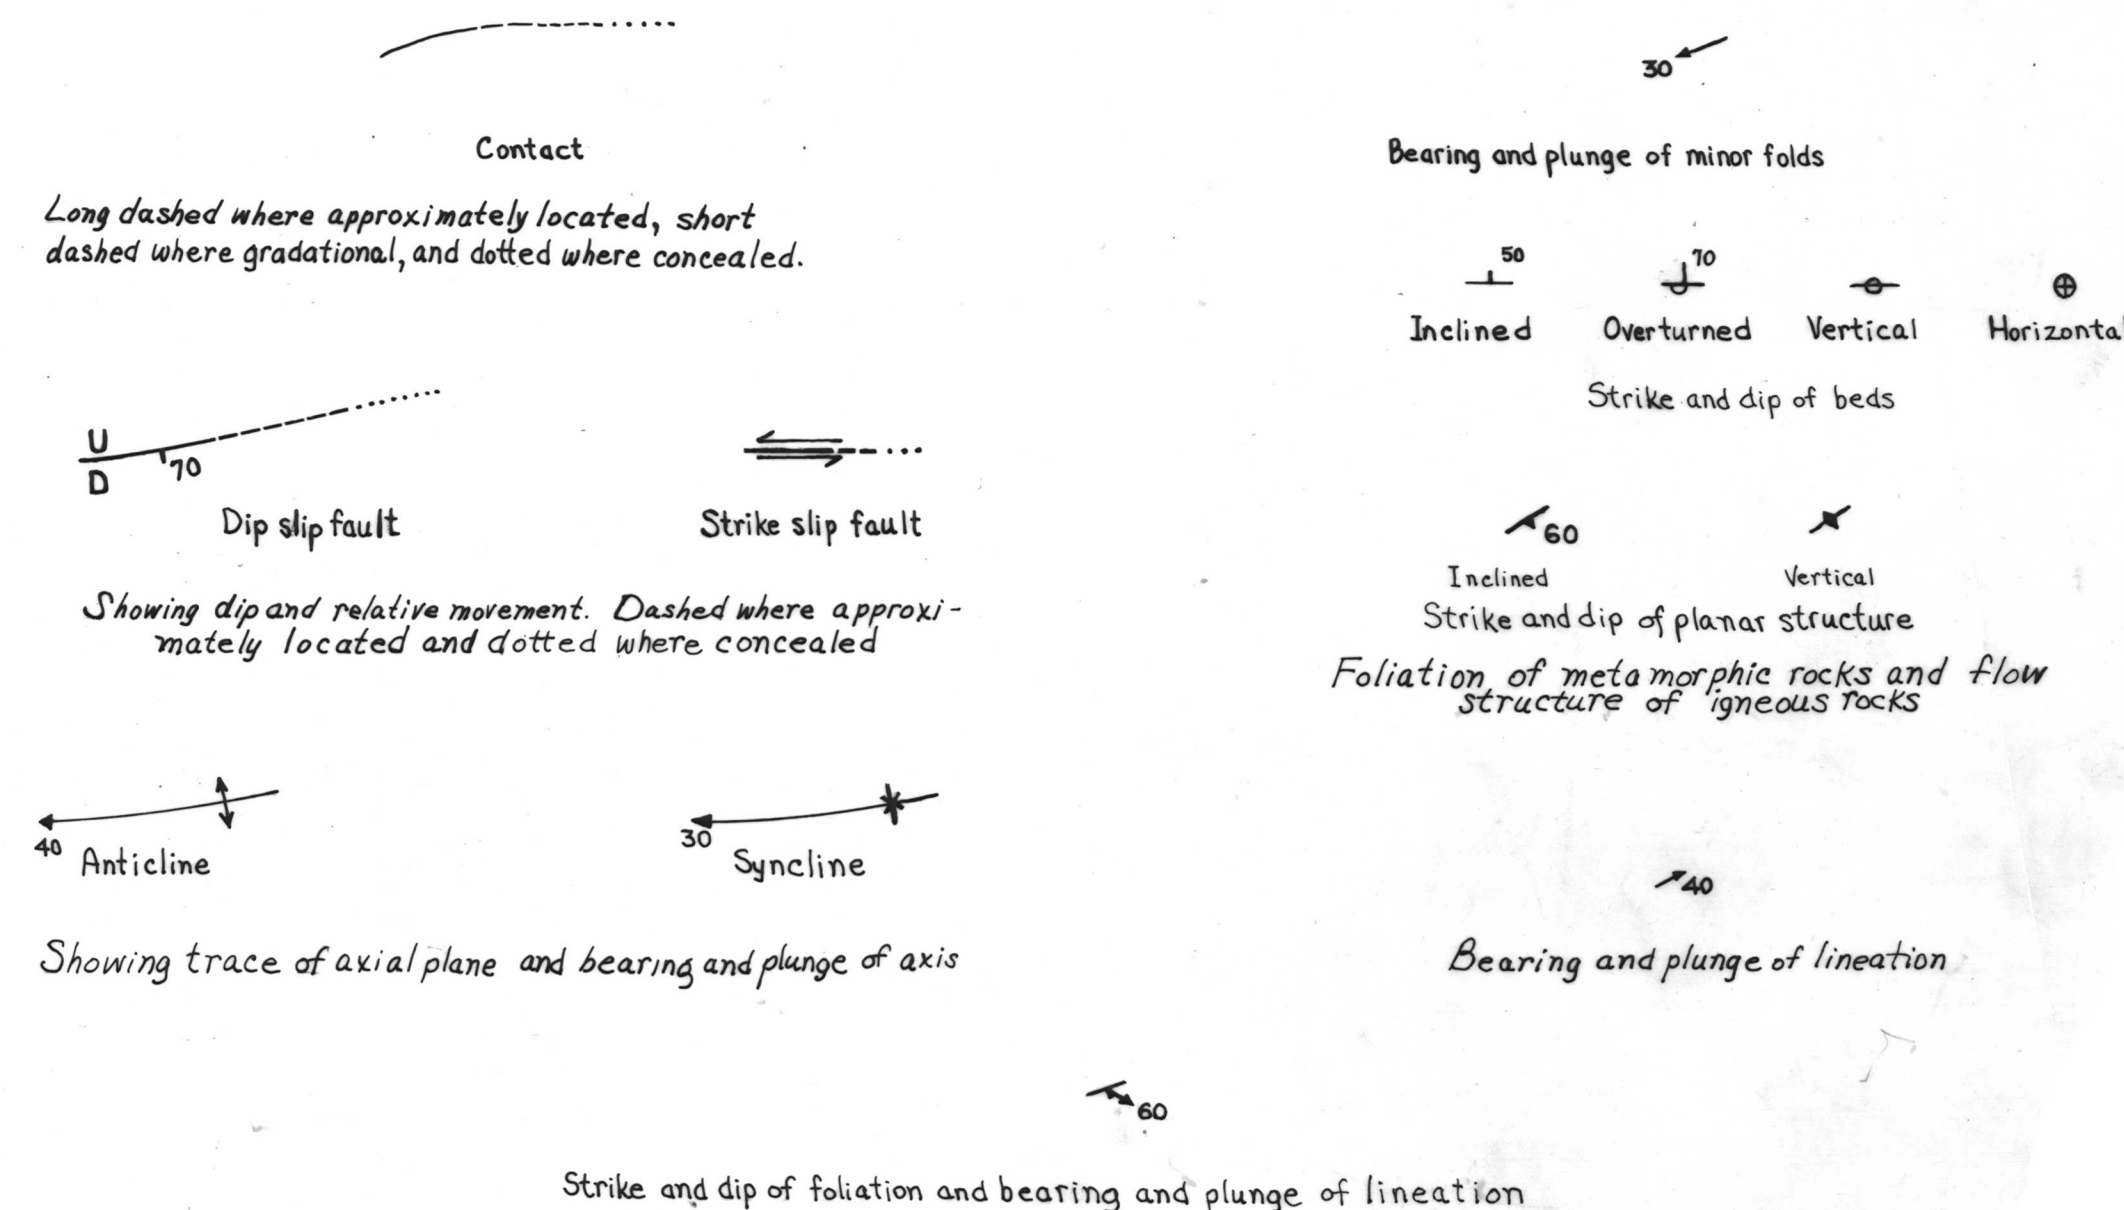 Contact
Long dashed where approximately located, short
dashed where gradational, and dotted where concealed.
U
D
70
Dip slip fault
Strike slip fault
Showing dip and relative movement. Dashed where approxi-
mately located and dotted where concealed
40
Anticline
30
Syncline
Showing trace of axial plane and bearing and plunge of axis
30
Bearing and plunge of minor folds
50
70
Inclined
Overturned
Vertical
Horizontal
Strike and dip of beds
60
Inclined
Vertical
Strike and dip of planar structure
Foliation of metamorphic rocks and flow
structure of igneous rocks
40
Bearing and plunge of lineation
60
Strike and dip of foliation and bearing and plunge of lineation